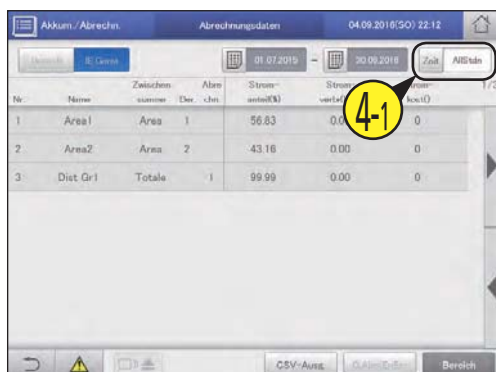 Akkum./Abrechn. Abrechnungsdaten 04.09.2016(SO) 22:12
01.07.2015 – 30.09.2016 Zeit AllStdn
Zwischen Abre Strom- Strom-
Nr. Name summe Ber. chn. anteil(%) 1/2
1 Area1 Area 1 56.83 0.00 0
2 Area2 Area 2 43.16 0.00 0
3 Dist Gr1 Totale 1 99.99 0.00 0
4-1
CSV-Ausg. Bereich